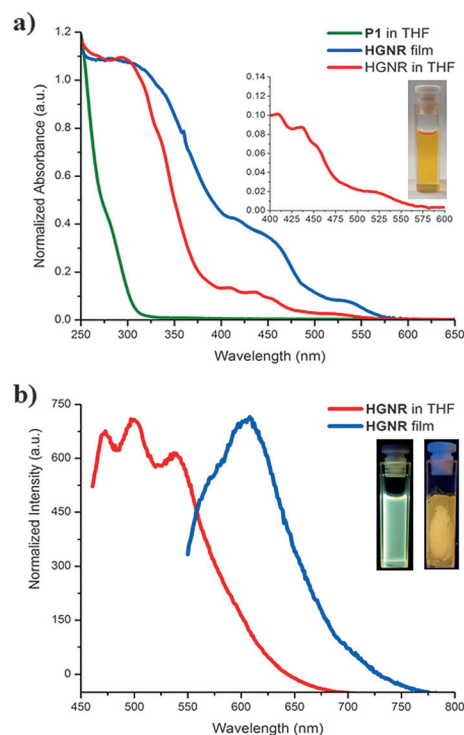 a)
P1 in THF
HGNR film
HGNR in THF
Normalized Absorbance (a.u.)
1.2
1.0
0.8
0.6
0.4
0.2
0.0
0.14
0.12
0.10
0.08
0.06
0.04
0.02
0.00
400 425 450 475 500 525 550 575 600
250 300 350 400 450 500 550 600 650
Wavelength (nm)
b)
HGNR in THF
HGNR film
Normalized Intensity (a.u.)
750
600
450
300
150
0
450 500 550 600 650 700 750 800
Wavelength (nm)